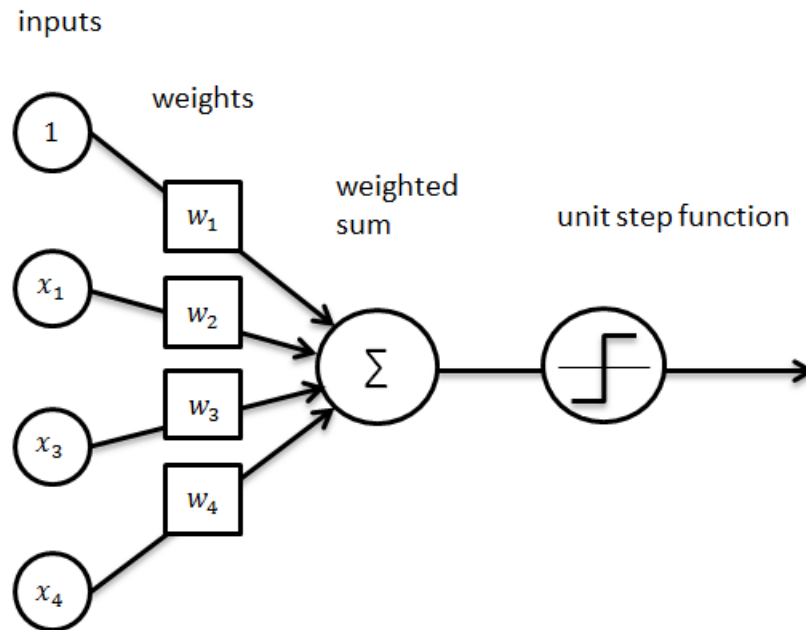 inputs
weights
1
weighted
sum
unit step function
w₁
x₁
w₂
∑
w₃
x₃
w₄
x₄